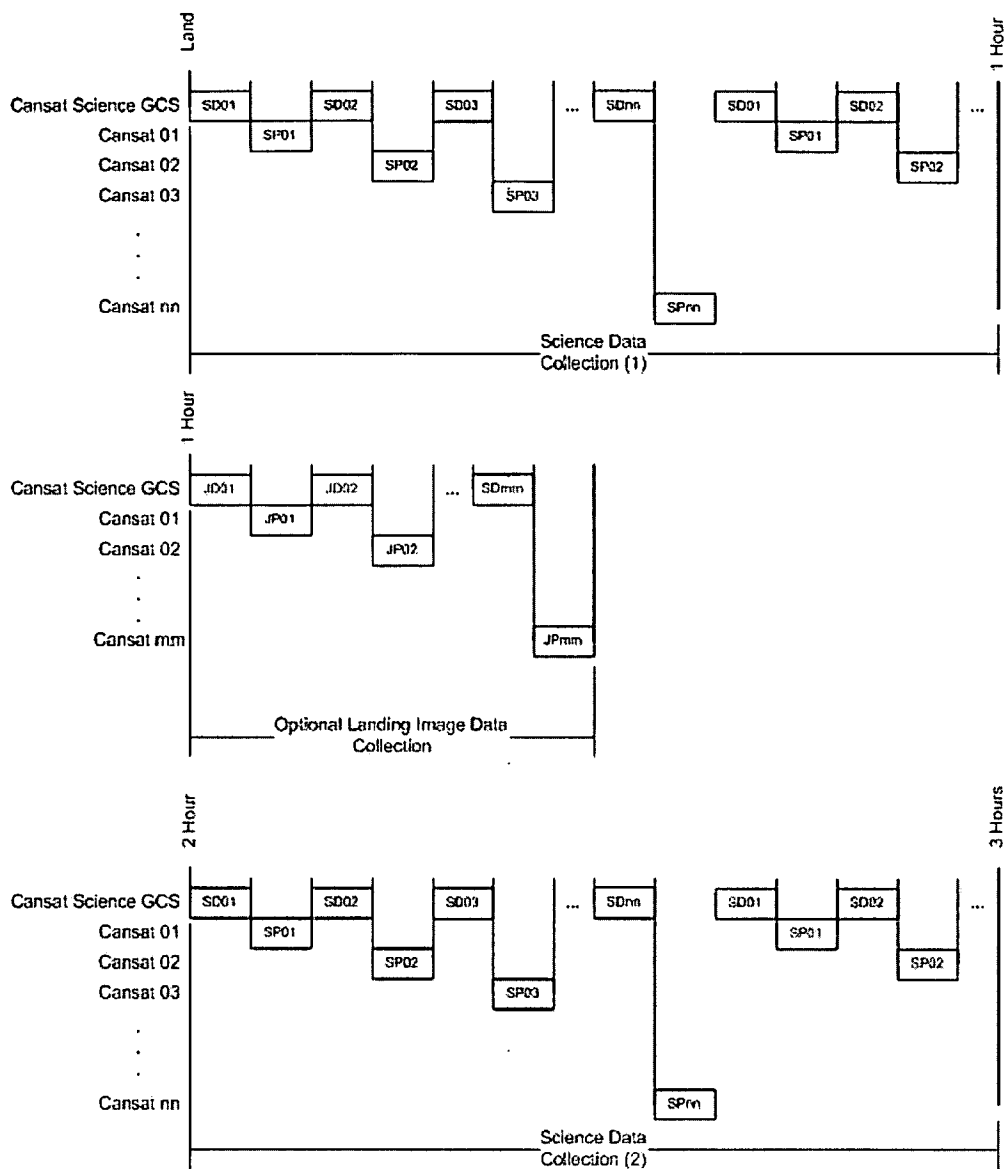 Land
1 Hour
Cansat Science GCS SD01 SD02 SD03 ... SDnn SD01 SD02 ...
Cansat 01 SP01 SP01
Cansat 02 SP02 SP02
Cansat 03 SP03
.
.
.
Cansat nn SPnn
Science Data
Collection (1)
1 Hour
Cansat Science GCS JD01 JD02 ... SDmm
Cansat 01 JP01
Cansat 02 JP02
.
.
.
Cansat mm JPmm
Optional Landing Image Data
Collection
2 Hour
3 Hours
Cansat Science GCS SD01 SD02 SD03 ... SDnn SD01 SD02 ...
Cansat 01 SP01 SP01
Cansat 02 SP02 SP02
Cansat 03 SP03
.
.
.
Cansat nn SPnn
Science Data
Collection (2)